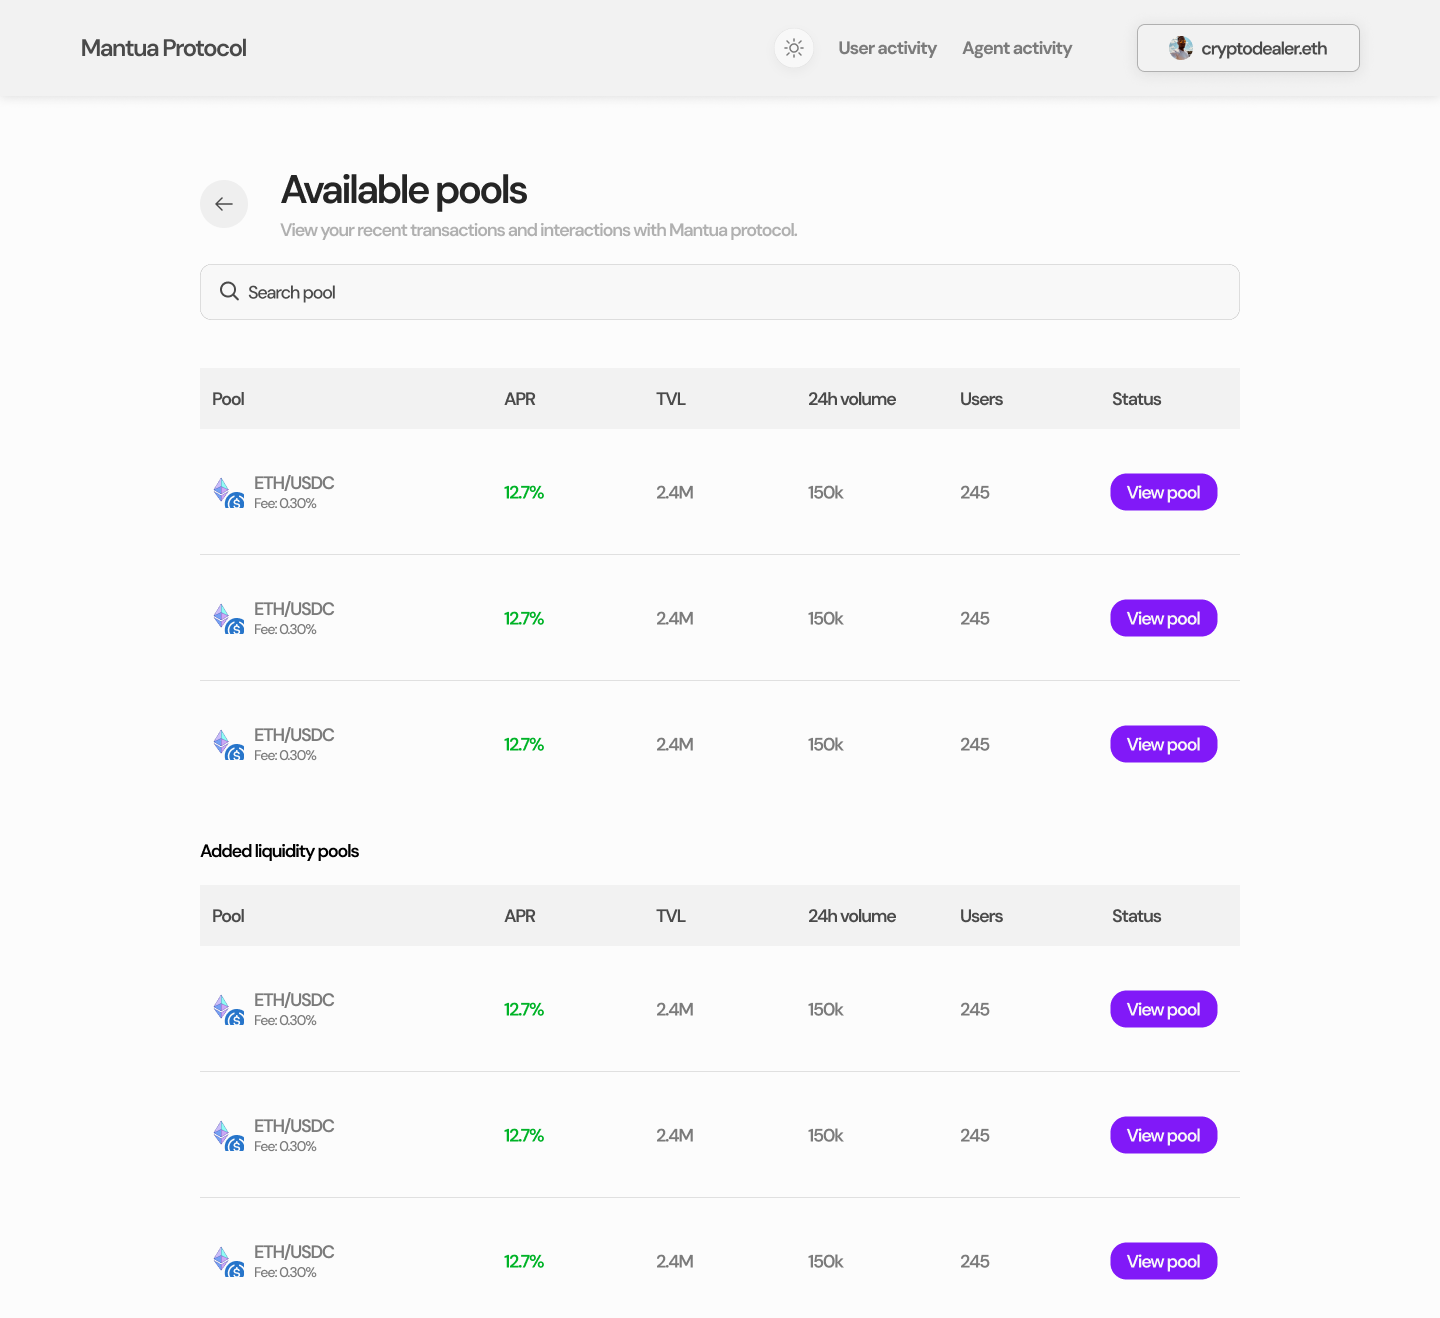 Mantua Protocol User activity Agent activity cryptodealer.eth
Available pools
View your recent transactions and interactions with Mantua protocol.
Search pool
Pool APR TVL 24h volume Users Status
ETH/USDC
Fee: 0.30%
12.7% 2.4M 150k 245 View pool
ETH/USDC
Fee: 0.30%
12.7% 2.4M 150k 245 View pool
ETH/USDC
Fee: 0.30%
12.7% 2.4M 150k 245 View pool
Added liquidity pools
Pool APR TVL 24h volume Users Status
ETH/USDC
Fee: 0.30%
12.7% 2.4M 150k 245 View pool
ETH/USDC
Fee: 0.30%
12.7% 2.4M 150k 245 View pool
ETH/USDC
Fee: 0.30%
12.7% 2.4M 150k 245 View pool